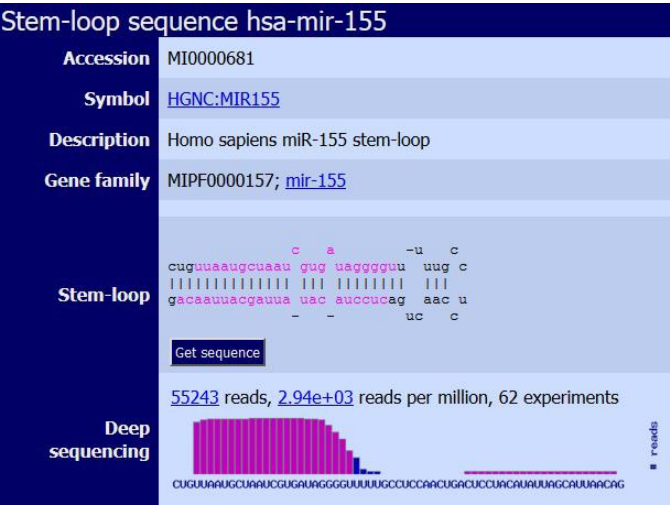 Stem-loop sequence hsa-mir-155
Accession MI0000681
Symbol HGNC:MIR155
Description Homo sapiens miR-155 stem-loop
Gene family MIPF0000157; mir-155
c a -u c
cuguuaaugcuaau gug uagggguu uug c
Stem-loop |||||||||||||| ||| |||||||| |||
gacaauuacgauua uac auccucag aac u
- - uc c
Get sequence
55243 reads, 2.94e+03 reads per million, 62 experiments
Deep
sequencing
# reads
CUGUUAAUGCUAAUCGUGAUAGGGGUUUUUGCCUCCAACUGACUCCUACAUAUUAGCAUUAACAG